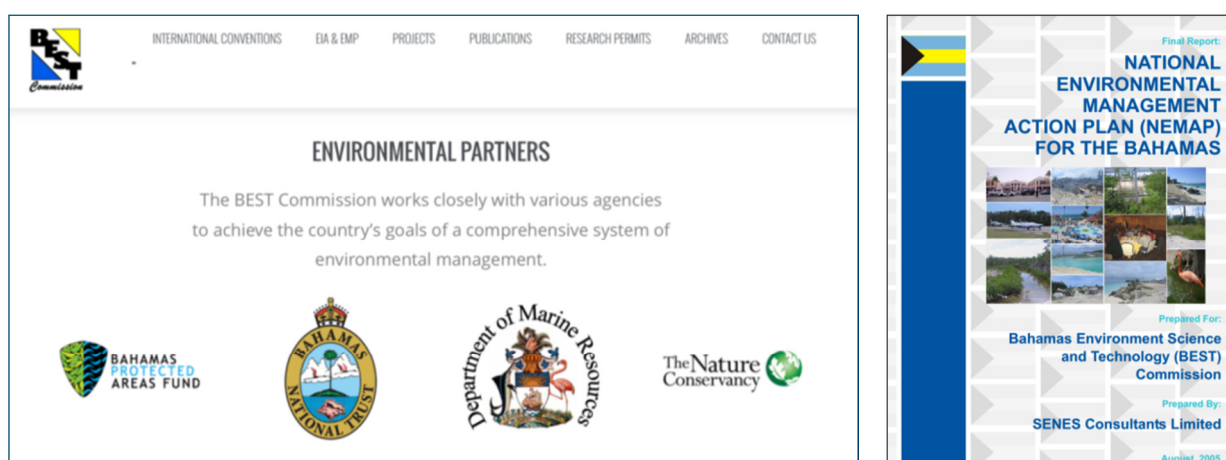 BEST
Commission
INTERNATIONAL CONVENTIONS EIA & EMP PROJECTS PUBLICATIONS RESEARCH PERMITS ARCHIVES CONTACT US
ENVIRONMENTAL PARTNERS
The BEST Commission works closely with various agencies
to achieve the country's goals of a comprehensive system of
environmental management.
BAHAMAS
PROTECTED
AREAS FUND
BAHAMAS
NATIONAL TRUST
Department of Marine Resources
The Nature
Conservancy
Final Report:
NATIONAL
ENVIRONMENTAL
MANAGEMENT
ACTION PLAN (NEMAP)
FOR THE BAHAMAS
Prepared For:
Bahamas Environment Science
and Technology (BEST)
Commission
Prepared By:
SENES Consultants Limited
August, 2005